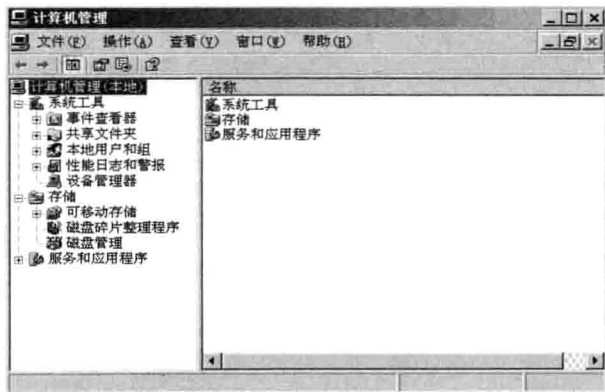 计算机管理
文件(F) 操作(A) 查看(V) 窗口(W) 帮助(H)
计算机管理(本地)
系统工具
事件查看器
共享文件夹
本地用户和组
性能日志和警报
设备管理器
存储
可移动存储
磁盘碎片整理程序
磁盘管理
服务和应用程序
名称
系统工具
存储
服务和应用程序